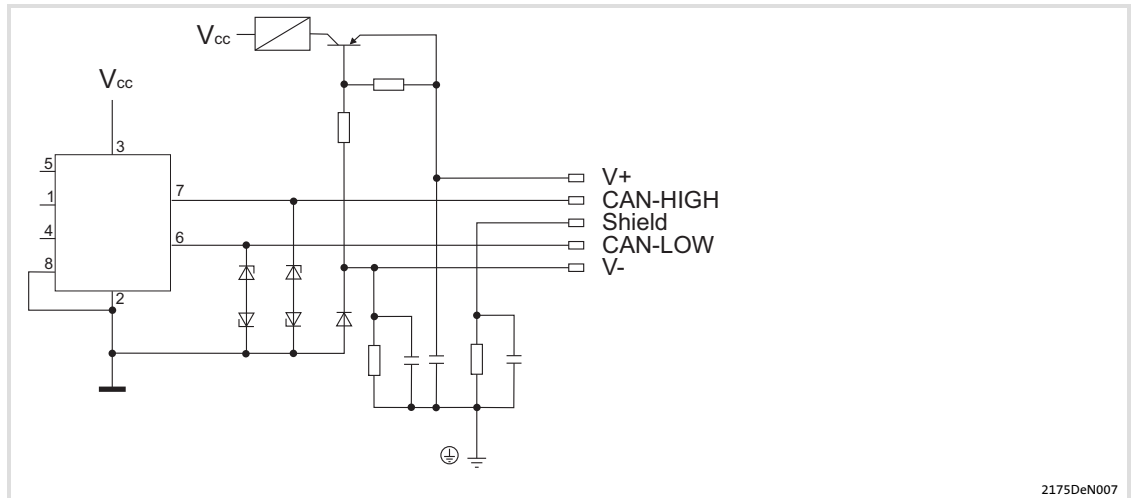 Vcc
Vcc
3
5
1
7
4
6
8
2
V+
CAN-HIGH
Shield
CAN-LOW
V-
2175DeN007